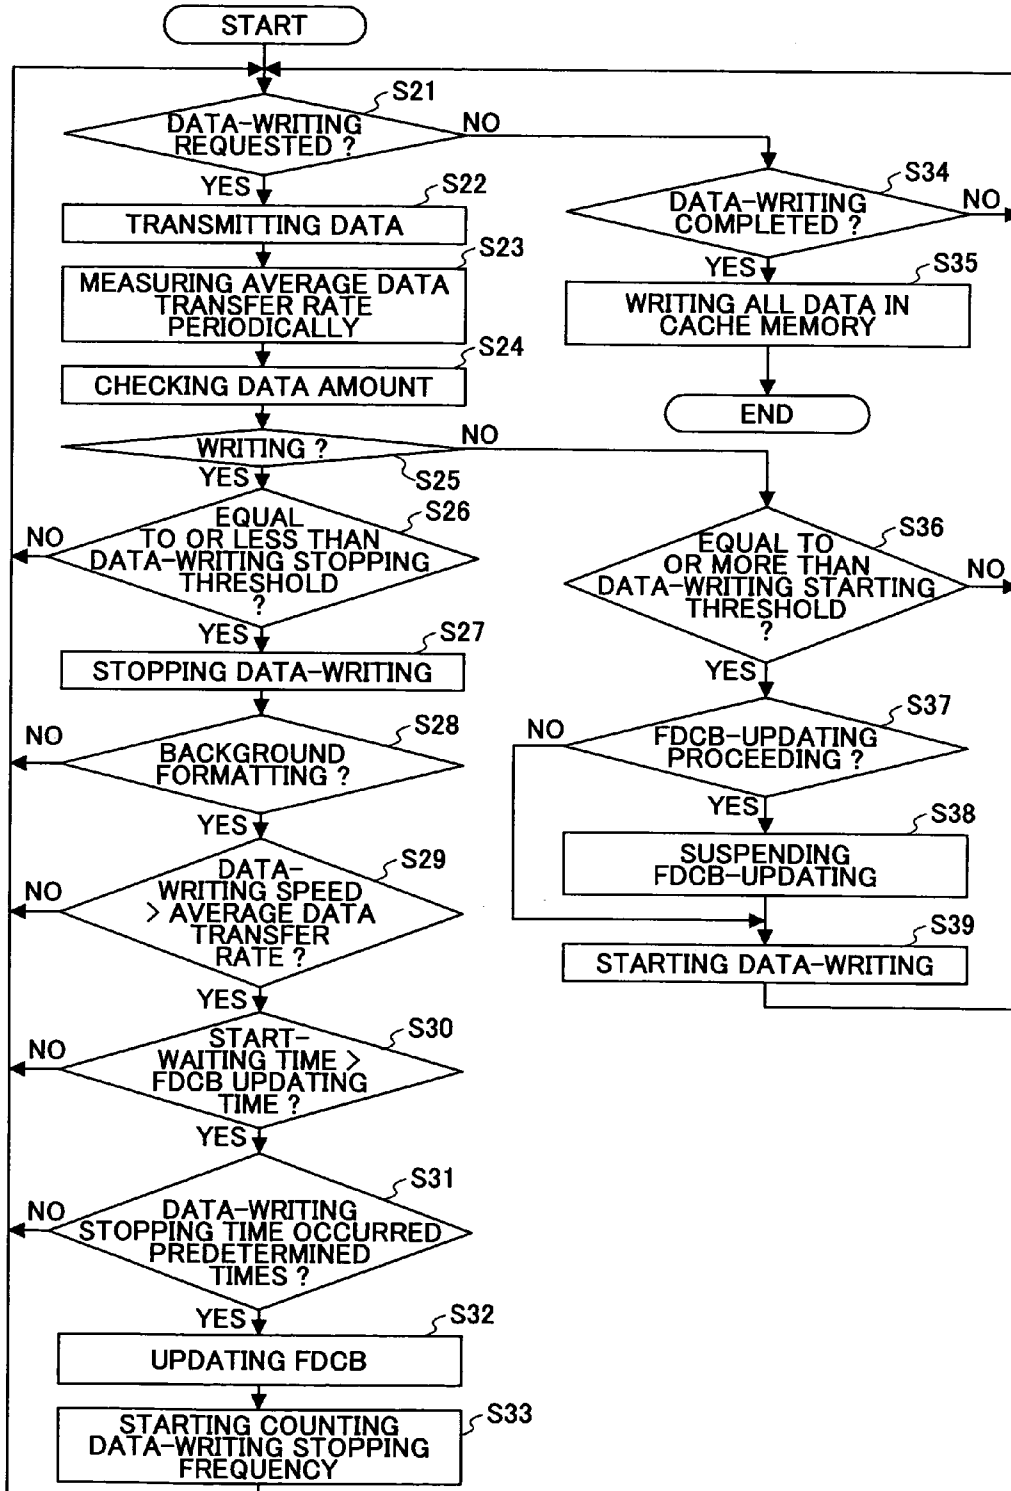 START
S21
DATA-WRITING
REQUESTED ?
NO
YES
S22
TRANSMITTING DATA
S23
MEASURING AVERAGE DATA
TRANSFER RATE
PERIODICALLY
S24
CHECKING DATA AMOUNT
WRITING ?
NO
S25
YES
S26
EQUAL
TO OR LESS THAN
DATA-WRITING STOPPING
THRESHOLD
?
NO
YES
S27
STOPPING DATA-WRITING
S28
BACKGROUND
FORMATTING ?
NO
YES
S29
DATA-
WRITING SPEED
> AVERAGE DATA
TRANSFER
RATE ?
NO
YES
S30
START-
WAITING TIME >
FDCB UPDATING
TIME ?
NO
YES
S31
DATA-WRITING
STOPPING TIME OCCURRED
PREDETERMINED
TIMES ?
NO
YES
S32
UPDATING FDCB
S33
STARTING COUNTING
DATA-WRITING STOPPING
FREQUENCY
S34
DATA-WRITING
COMPLETED ?
NO
YES
S35
WRITING ALL DATA IN
CACHE MEMORY
END
S36
EQUAL TO
OR MORE THAN
DATA-WRITING STARTING
THRESHOLD
?
NO
YES
S37
FDCB-UPDATING
PROCEEDING ?
NO
YES
S38
SUSPENDING
FDCB-UPDATING
S39
STARTING DATA-WRITING